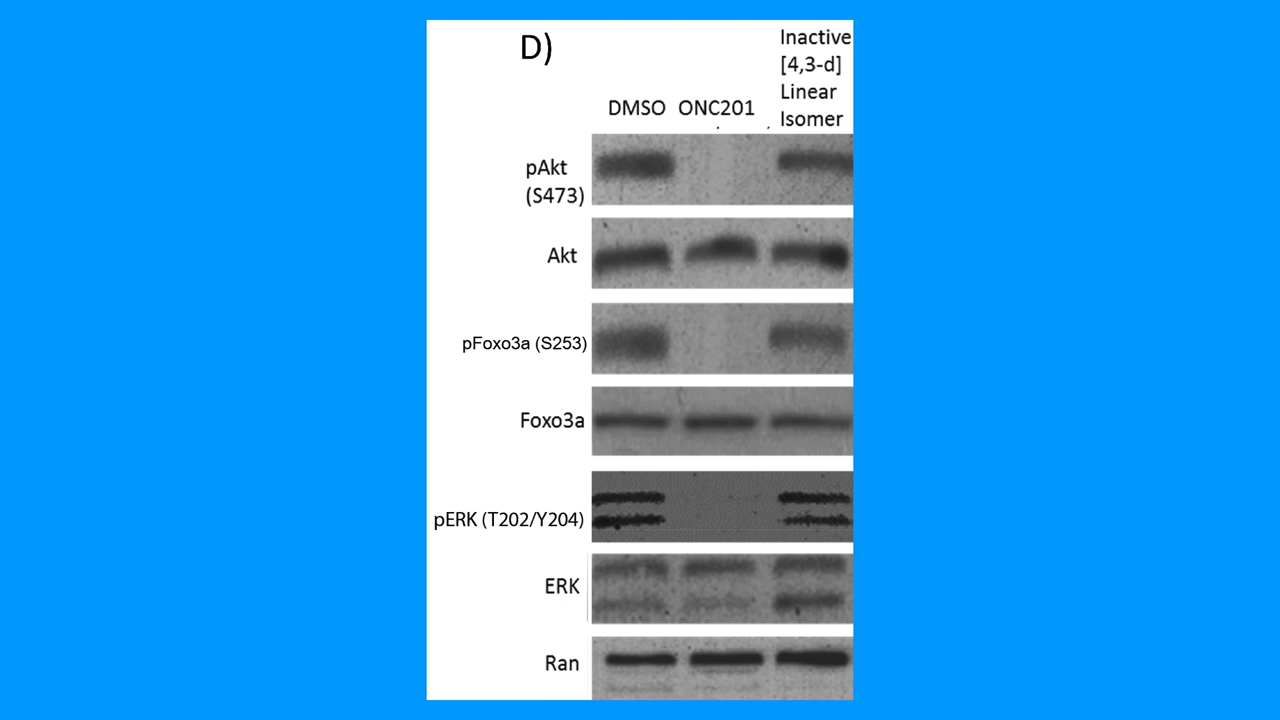 D)
Inactive
[4,3-d]
Linear
Isomer
DMSO ONC201
pAkt
(S473)
Akt
pFoxo3a (S253)
Foxo3a
pERK (T202/Y204)
ERK
Ran